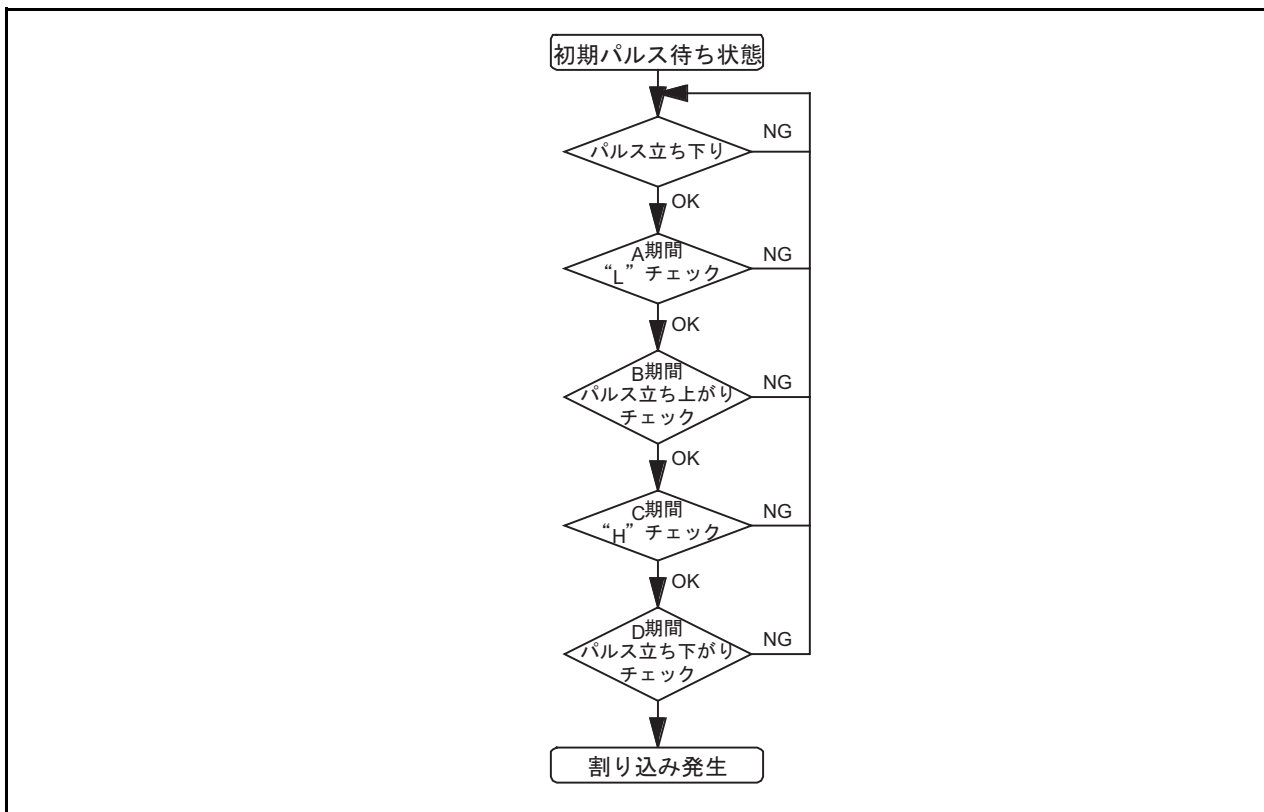 初期パルス待ち状態
パルス立ち下り
NG
OK
A期間
“L”チェック
NG
OK
B期間
パルス立ち上がり
チェック
NG
OK
C期間
“H”チェック
NG
OK
D期間
パルス立ち下がり
チェック
NG
割り込み発生